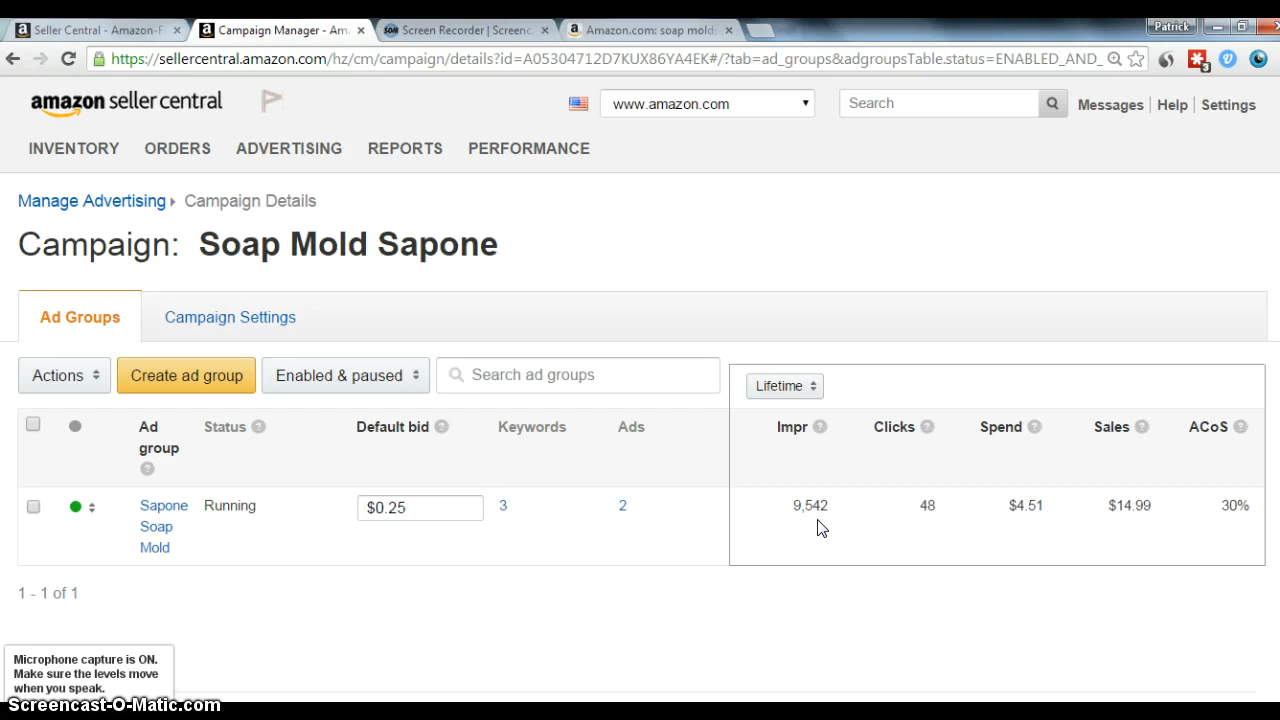 Seller Central - Amazon-F
Campaign Manager - Am
Screen Recorder | Screenc
Amazon.com: soap molds
Patrick
https://sellercentral.amazon.com/hz/cm/campaign/details?id=A05304712D7KUX86YA4EK#/?tab=ad_groups&adgroupsTable.status=ENABLED_AND_
3
amazon seller central
www.amazon.com
Search
Messages | Help | Settings
INVENTORY ORDERS ADVERTISING REPORTS PERFORMANCE
Manage Advertising Campaign Details
Campaign: Soap Mold Sapone
Ad Groups Campaign Settings
Actions Create ad group Enabled & paused Search ad groups Lifetime
Ad group ? Status ? Default bid ? Keywords Ads Impr ? Clicks ? Spend ? Sales ? ACoS ?
Sapone Soap Mold Running $0.25 3 2 9,542 48 $4.51 $14.99 30%
1 - 1 of 1
Microphone capture is ON.
Make sure the levels move
when you speak.
Screencast-O-Matic.com